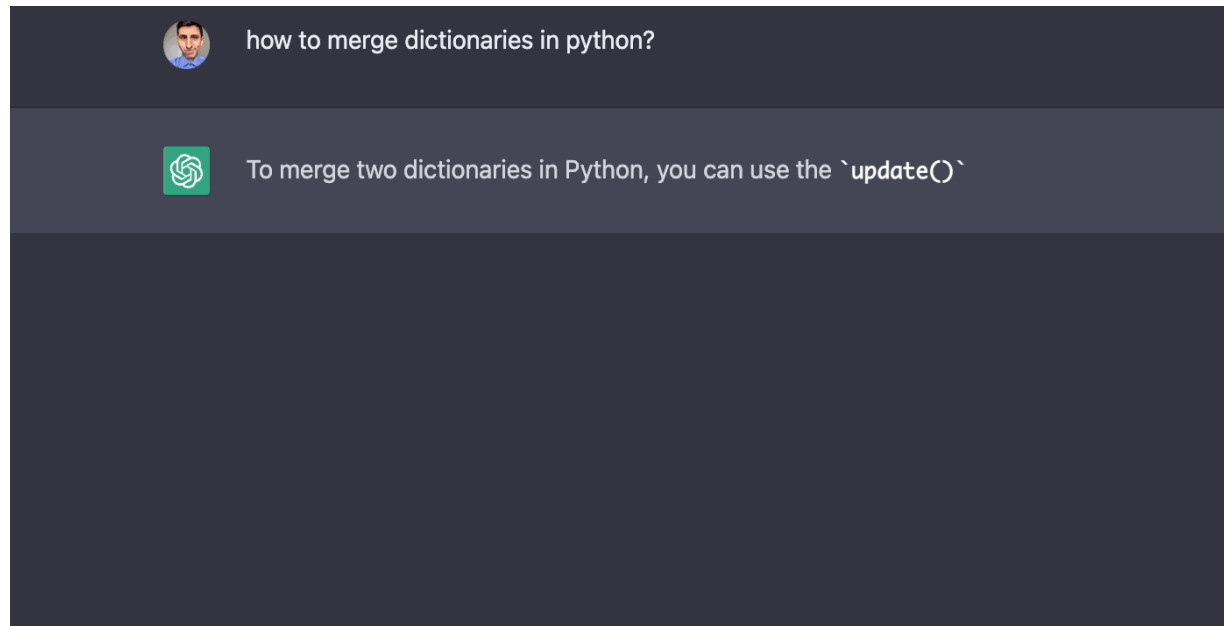 how to merge dictionaries in python?
To merge two dictionaries in Python, you can use the `update()`